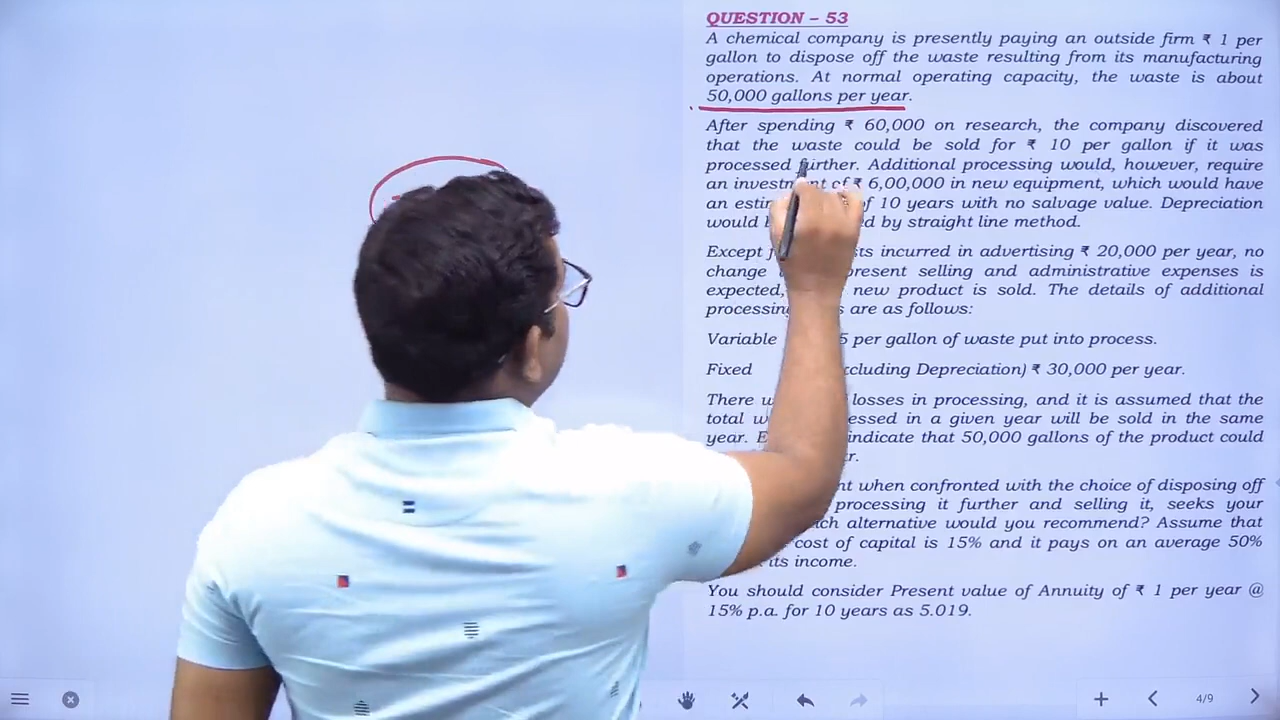 QUESTION – 53
A chemical company is presently paying an outside firm ₹ 1 per
gallon to dispose off the waste resulting from its manufacturing
operations. At normal operating capacity, the waste is about
50,000 gallons per year.
After spending ₹ 60,000 on research, the company discovered
that the waste could be sold for ₹ 10 per gallon if it was
processed further. Additional processing would, however, require
an investment of ₹ 6,00,000 in new equipment, which would have
an of 10 years with no salvage value. Depreciation
would by straight line method.
Except incurred in advertising ₹ 20,000 per year, no
change present selling and administrative expenses is
expected, new product is sold. The details of additional
processing are as follows:
Variable 5 per gallon of waste put into process.
Fixed Depreciation) ₹ 30,000 per year.
There losses in processing, and it is assumed that the
total in a given year will be sold in the same
year. indicate that 50,000 gallons of the product could
when confronted with the choice of disposing off
processing it further and selling it, seeks your
alternative would you recommend? Assume that
cost of capital is 15% and it pays on an average 50%
its income.
You should consider Present value of Annuity of ₹ 1 per year @
15% p.a. for 10 years as 5.019.
4/9